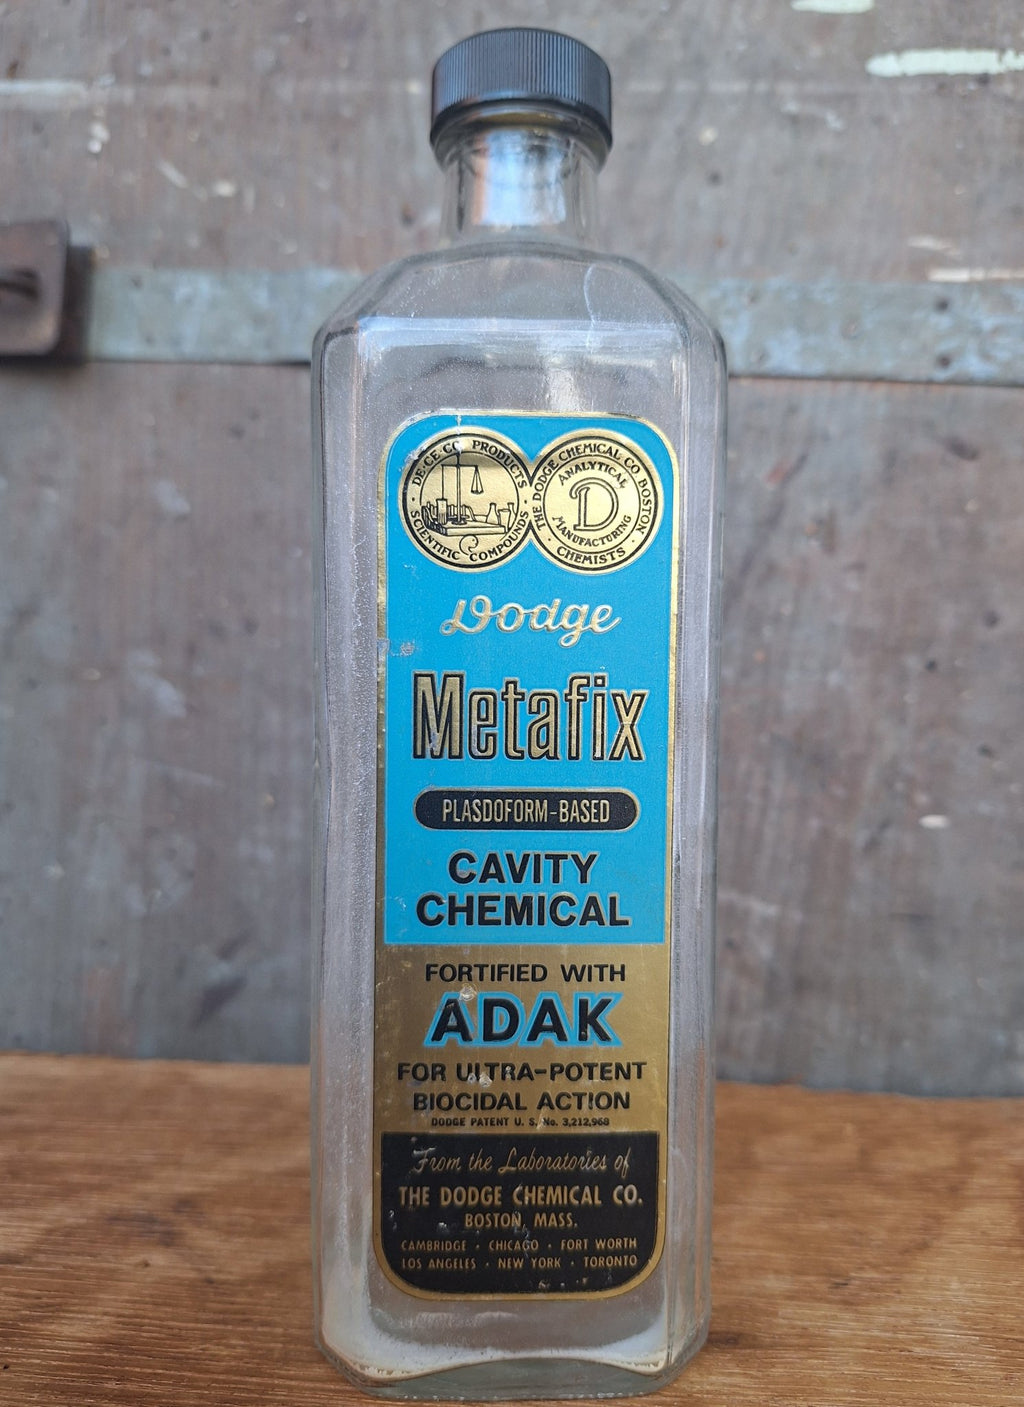 DE-CE CO. PRODUCTS
· SCIENTIFIC COMPOUNDS ·
THE DODGE CHEMICAL CO. BOSTON
· CHEMISTS ·
ANALYTICAL
D
MANUFACTURING
Dodge
Metafix
PLASDOFORM-BASED
CAVITY
CHEMICAL
FORTIFIED WITH
ADAK
FOR ULTRA-POTENT
BIOCIDAL ACTION
DODGE PATENT U. S. No. 3,212,968
From the Laboratories of
THE DODGE CHEMICAL CO.
BOSTON, MASS.
CAMBRIDGE · CHICAGO · FORT WORTH
LOS ANGELES · NEW YORK · TORONTO